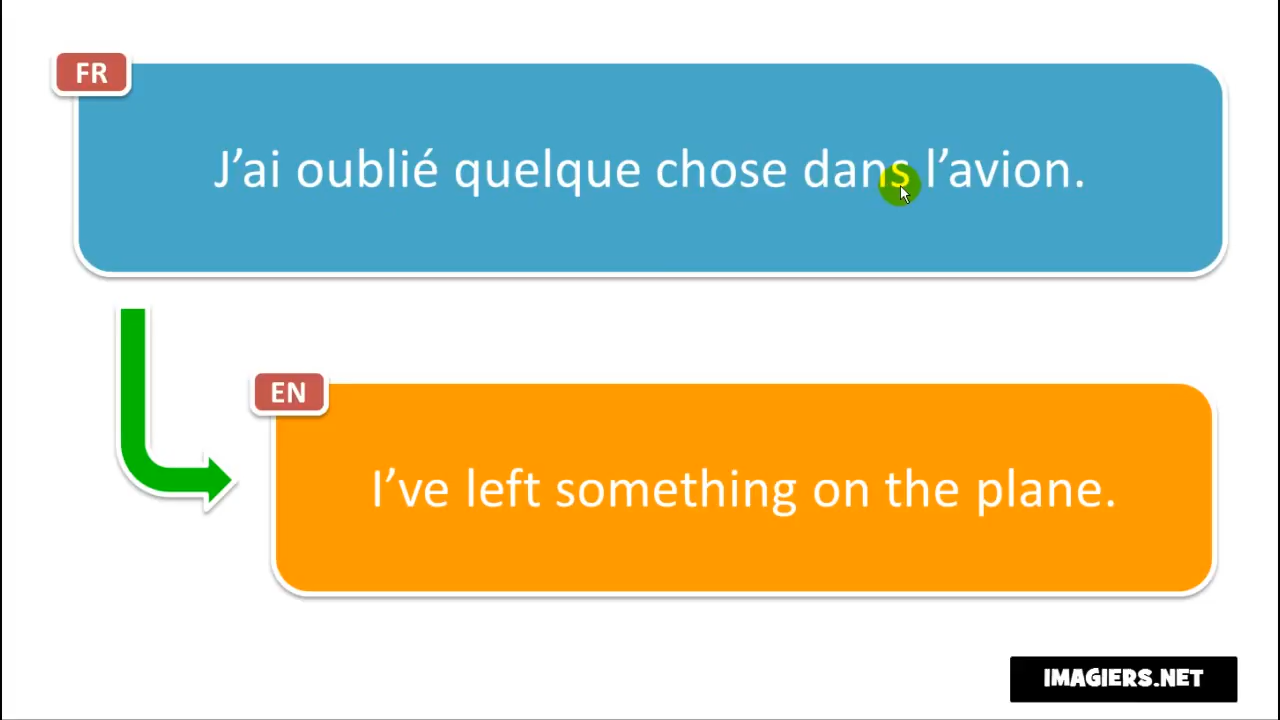 FR
J’ai oublié quelque chose dans l’avion.
EN
I’ve left something on the plane.
IMAGIERS.NET